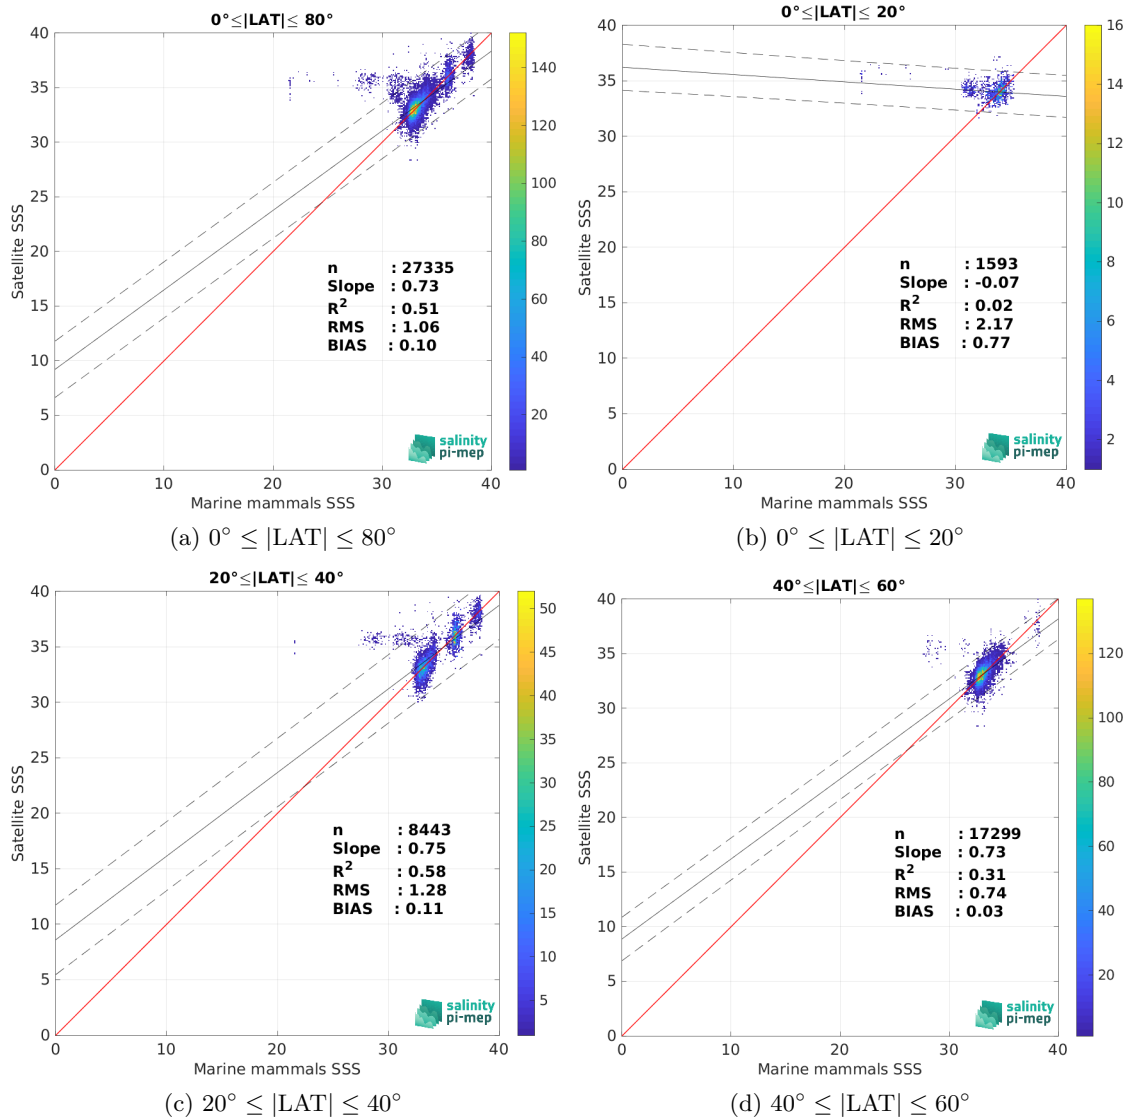 0°≤|LAT|≤ 80°
Satellite SSS
40
35
30
25
20
15
10
5
0
0
10
20
30
40
Marine mammals SSS
n : 27335
Slope : 0.73
R² : 0.51
RMS : 1.06
BIAS : 0.10
salinity
pi-mep
140
120
100
80
60
40
20
(a) 0° ≤ |LAT| ≤ 80°
0°≤|LAT|≤ 20°
Satellite SSS
40
35
30
25
20
15
10
5
0
0
10
20
30
40
Marine mammals SSS
n : 1593
Slope : -0.07
R² : 0.02
RMS : 2.17
BIAS : 0.77
salinity
pi-mep
16
14
12
10
8
6
4
2
(b) 0° ≤ |LAT| ≤ 20°
20°≤|LAT|≤ 40°
Satellite SSS
40
35
30
25
20
15
10
5
0
0
10
20
30
40
Marine mammals SSS
n : 8443
Slope : 0.75
R² : 0.58
RMS : 1.28
BIAS : 0.11
salinity
pi-mep
50
45
40
35
30
25
20
15
10
5
(c) 20° ≤ |LAT| ≤ 40°
40°≤|LAT|≤ 60°
Satellite SSS
40
35
30
25
20
15
10
5
0
0
10
20
30
40
Marine mammals SSS
n : 17299
Slope : 0.73
R² : 0.31
RMS : 0.74
BIAS : 0.03
salinity
pi-mep
120
100
80
60
40
20
(d) 40° ≤ |LAT| ≤ 60°